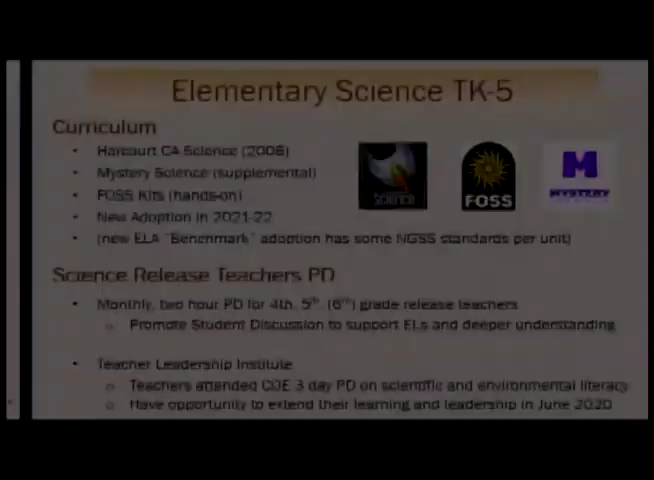 Elementary Science TK-5
Curriculum
Harcourt CA Science (2008)
Mystery Science (supplemental)
SCIENCE
FOSS
MYSTERY
FOSS Kits (hands-on)
New Adoption in 2021-22
(new ELA "Benchmark" adoption has some NGSS standards per unit)
Science Release Teachers PD
Monthly, two hour PD for 4th, 5th, (6th) grade release teachers
Promote Student Discussion to support ELs and deeper understanding
Teacher Leadership Institute
Teachers attended COE 3 day PD on scientific and environmental literacy
Have opportunity to extend their learning and leadership in June 2020